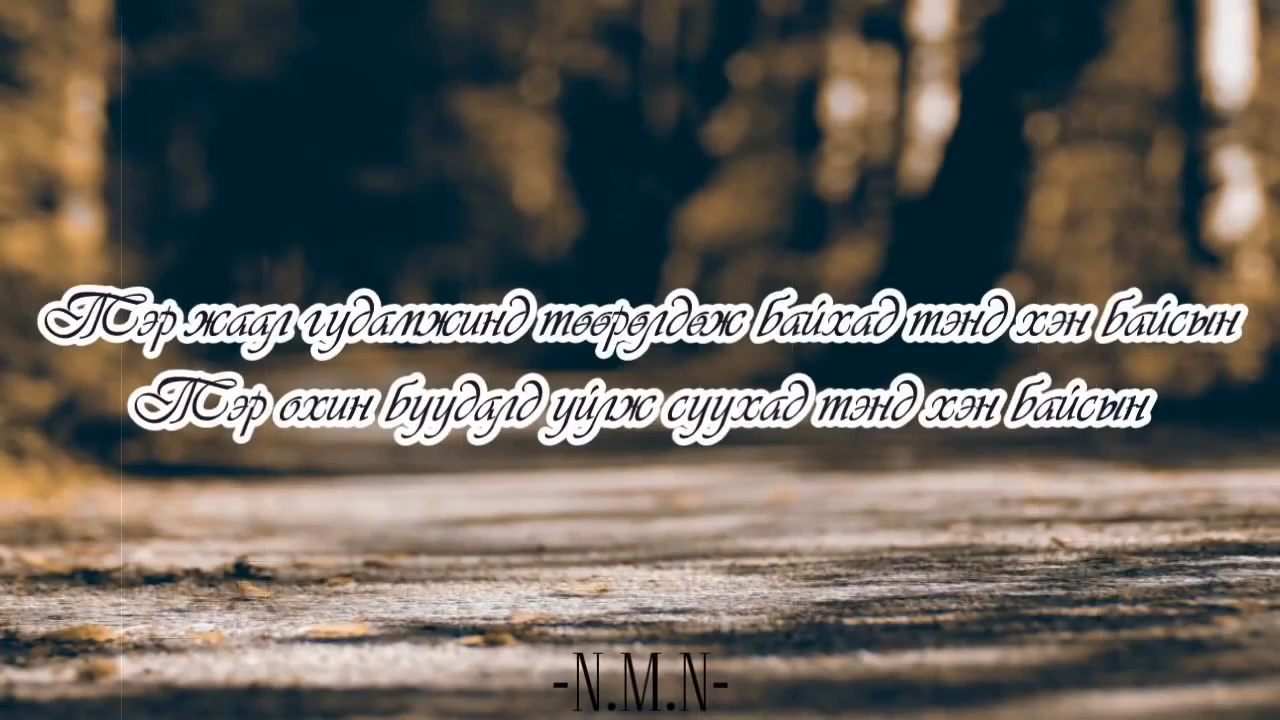 Тэр жаал гудамжинд төөрөлдөж байхад тэнд хэн байсын
Тэр охин буудалд уйлж суухад тэнд хэн байсын
-N.M.N-